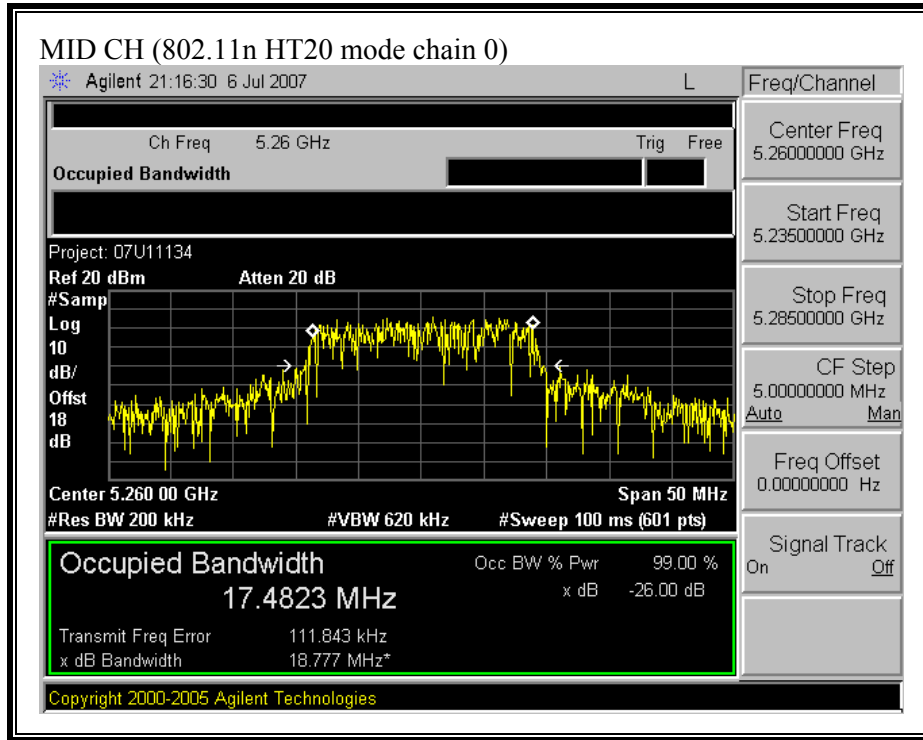 MID CH (802.11n HT20 mode chain 0)
Agilent 21:16:30 6 Jul 2007 L
Freq/Channel
Ch Freq 5.26 GHz Trig Free
Occupied Bandwidth
Center Freq
5.26000000 GHz
Start Freq
5.23500000 GHz
Stop Freq
5.28500000 GHz
CF Step
5.00000000 MHz
Auto Man
Freq Offset
0.00000000 Hz
Signal Track
On Off
Project: 07U11134
Ref 20 dBm Atten 20 dB
#Samp
Log
10
dB/
Offst
18
dB
Center 5.260 00 GHz Span 50 MHz
#Res BW 200 kHz #VBW 620 kHz #Sweep 100 ms (601 pts)
Occupied Bandwidth
17.4823 MHz
Occ BW % Pwr 99.00 %
x dB -26.00 dB
Transmit Freq Error 111.843 kHz
x dB Bandwidth 18.777 MHz*
Copyright 2000-2005 Agilent Technologies